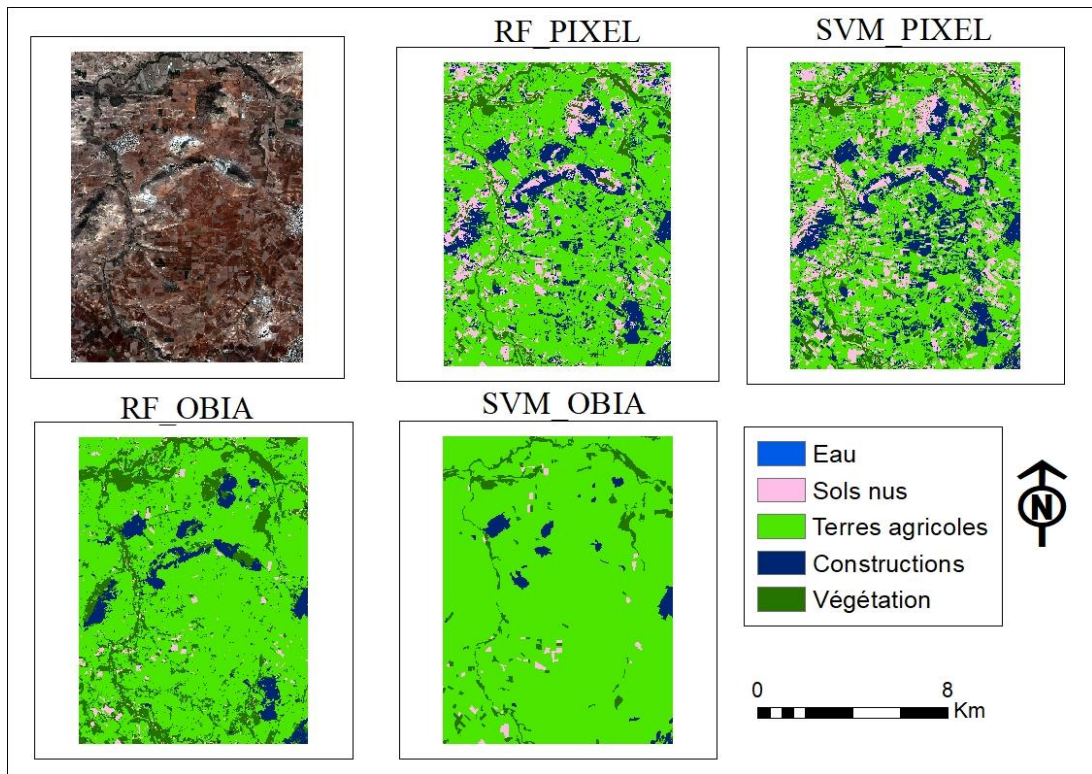 RF_PIXEL
SVM_PIXEL
RF_OBIA
SVM_OBIA
Eau
Sols nus
Terres agricoles
Constructions
Végétation
N
0 8
Km